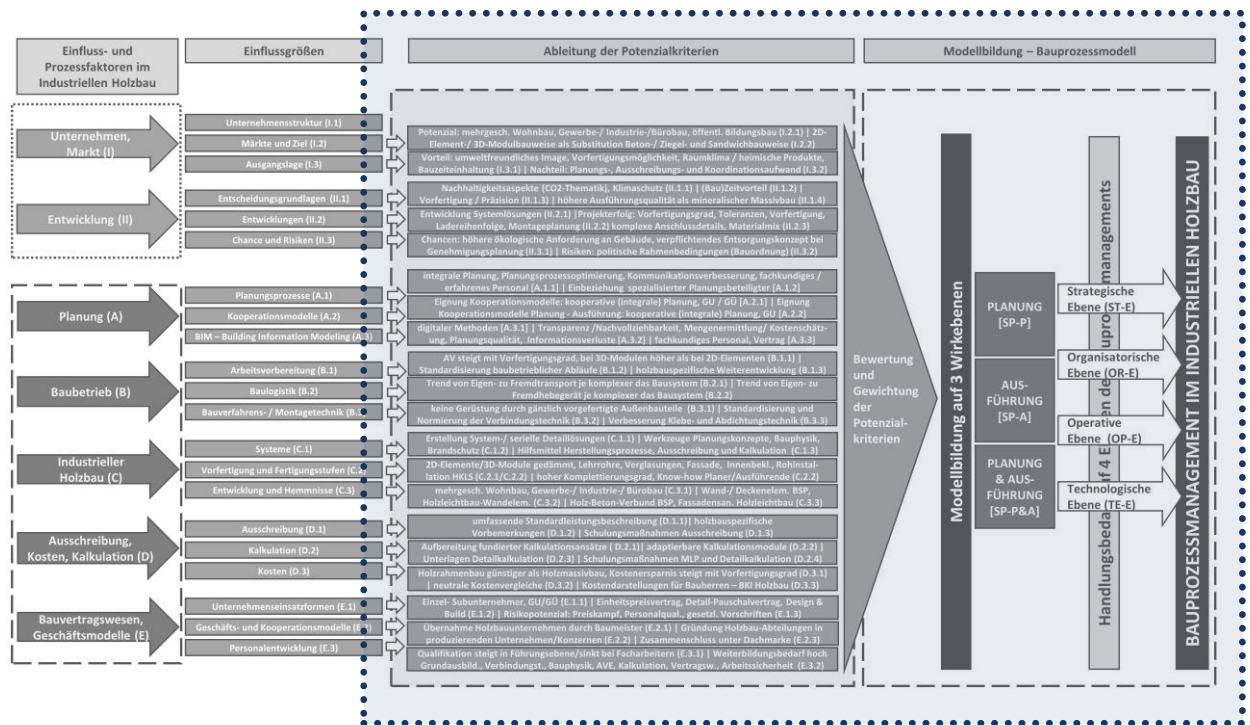 Einfluss- und
Prozessfaktoren im
Industriellen Holzbau
Einflussgrößen
Ableitung der Potenzialkriterien
Modellbildung – Bauprozessmodell
Unternehmen,
Markt (I)
Unternehmensstruktur (I.1)
Märkte und Ziel (I.2)
Ausgangslage (I.3)
Potenzial: mehrgesch. Wohnbau, Gewerbe-/ Industrie-/Bürobau, öffentl. Bildungsbau (I.2.1) | 2D-
Element-/ 3D-Modulbauweise als Substitution Beton-/ Ziegel- und Sandwichbauweise (I.2.2)
Vorteil: umweltfreundliches Image, Vorfertigungsmöglichkeit, Raumklima / heimische Produkte,
Bauzeiteinhaltung (I.3.1) | Nachteil: Planungs-, Ausschreibungs- und Koordinationsaufwand (I.3.2)
Entwicklung (II)
Entscheidungsgrundlagen (II.1)
Entwicklungen (II.2)
Chance und Risiken (II.3)
Nachhaltigkeitsaspekte (CO2-Thematik), Klimaschutz (II.1.1) | (Bau)Zeitvorteil (II.1.2) |
Vorfertigung / Präzision (II.1.3) | höhere Ausführungsqualität als mineralischer Massivbau (II.1.4)
Entwicklung Systemlösungen (II.2.1) |Projekterfolg: Vorfertigungsgrad, Toleranzen, Vorfertigung,
Ladereihenfolge, Montageplanung (II.2.2) komplexe Anschlussdetails, Materialmix (II.2.3)
Chancen: höhere ökologische Anforderung an Gebäude, verpflichtendes Entsorgungskonzept bei
Genehmigungsplanung (II.3.1) | Risiken: politische Rahmenbedingungen (Bauordnung) (II.3.2)
Planung (A)
Planungsprozesse (A.1)
Kooperationsmodelle (A.2)
BIM – Building Information Modeling (A.3)
integrale Planung, Planungsprozessoptimierung, Kommunikationsverbesserung, fachkundiges /
erfahrenes Personal [A.1.1] | Einbeziehung spezialisierter Planungsbeteiligter [A.1.2]
Eignung Kooperationsmodelle: kooperative (integrale) Planung, GU / GÜ [A.2.1] | Eignung
Kooperationsmodelle Planung - Ausführung: kooperative (integrale) Planung, GU [A.2.2]
digitaler Methoden [A.3.1] | Transparenz /Nachvollziehbarkeit, Mengenermittlung/ Kostenschätz-
ung, Planungsqualität, Informationsverluste [A.3.2] | fachkundiges Personal, Vertrag [A.3.3]
Baubetrieb (B)
Arbeitsvorbereitung (B.1)
Baulogistik (B.2)
Bauverfahrens- / Montagetechnik (B.
AV steigt mit Vorfertigungsgrad, bei 3D-Modulen höher als bei 2D-Elementen (B.1.1) |
Standardisierung baubetrieblicher Abläufe (B.1.2) | holzbauspezifische Weiterentwicklung (B.1.3)
Trend von Eigen- zu Fremdtransport je komplexer das Bausystem (B.2.1) | Trend von Eigen- zu
Fremdhebegerät je komplexer das Bausystem (B.2.2)
keine Gerüstung durch gänzlich vorgefertigte Außenbauteile (B.3.1) | Standardisierung und
Normierung der Verbindungstechnik (B.3.2) | Verbesserung Klebe- und Abdichtungstechnik (B.3.3)
Industrieller
Holzbau (C)
Systeme (C.1)
Vorfertigung und Fertigungsstufen (C.2)
Entwicklung und Hemmnisse (C.3)
Erstellung System-/ serielle Detaillösungen (C.1.1) | Werkzeuge Planungskonzepte, Bauphysik,
Brandschutz (C.1.2) | Hilfsmittel Herstellungsprozesse, Ausschreibung und Kalkulation (C.1.3)
2D-Elemente/3D-Module gedämmt, Lehrrohre, Verglasungen, Fassade, Innenbekl., Rohinstal-
lation HKLS (C.2.1/C.2.2) | hoher Komplettierungsgrad, Know-how Planer/Ausführende (C.2.2)
mehrgesch. Wohnbau, Gewerbe-/ Industrie-/ Bürobau (C.3.1) | Wand-/ Deckenelem. BSP,
Holzleichtbau-Wandelem. (C.3.2) | Holz-Beton-Verbund BSP, Fassadensan. Holzleichtbau (C.3.3)
Ausschreibung,
Kosten, Kalkulation (D)
Ausschreibung (D.1)
Kalkulation (D.2)
Kosten (D.3)
umfassende Standardleistungsbeschreibung (D.1.1)| holzbauspezifische
Vorbemerkungen (D.1.2) | Schulungsmaßnahmen Ausschreibung (D.1.3)
Aufbereitung fundierter Kalkulationsansätze ( D.2.1)| adaptierbare Kalkulationsmodule (D.2.2) |
Unterlagen Detailkalkulation (D.2.3) | Schulungsmaßnahmen MLP und Detailkalkulation (D.2.4)
Holzrahmenbau günstiger als Holzmassivbau, Kostenersparnis steigt mit Vorfertigungsgrad (D.3.1)
| neutrale Kostenvergleiche (D.3.2) | Kostendarstellungen für Bauherren – BKI Holzbau (D.3.3)
Bauvertragswesen,
Geschäftsmodelle (E)
Unternehmenseinsatzformen (E.1)
Geschäfts- und Kooperationsmodelle (E.2)
Personalentwicklung (E.3)
Einzel- Subunternehmer, GU/GÜ (E.1.1) | Einheitspreisvertrag, Detail-Pauschalvertrag, Design &
Build (E.1.2) | Risikopotenzial: Preiskampf, Personalqual., gesetzl. Vorschriften (E.1.3)
Übernahme Holzbauunternehmen durch Baumeister (E.2.1) | Gründung Holzbau-Abteilungen in
produzierenden Unternehmen/Konzernen (E.2.2) | Zusammenschluss unter Dachmarke (E.2.3)
Qualifikation steigt in Führungsebene/sinkt bei Facharbeitern (E.3.1) | Weiterbildungsbedarf hoch
Grundausbild., Verbindungst., Bauphysik, AVE, Kalkulation, Vertragsw., Arbeitssicherheit (E.3.2)
Bewertung
und
Gewichtung
der
Potenzial-
kriterien
Modellbildung auf 3 Wirkebenen
PLANUNG
[SP-P]
AUS-
FÜHRUNG
[SP-A]
PLANUNG
& AUS-
FÜHRUNG
[SP-P&A]
Strategische
Ebene (ST-E)
Organisatorische
Ebene (OR-E)
Operative
Ebene (OP-E)
Technologische
Ebene (TE-E)
Handlungsbeda
managements
BAUPROZESSMANAGEMENT IM INDUSTRIELLEN HOLZBAU